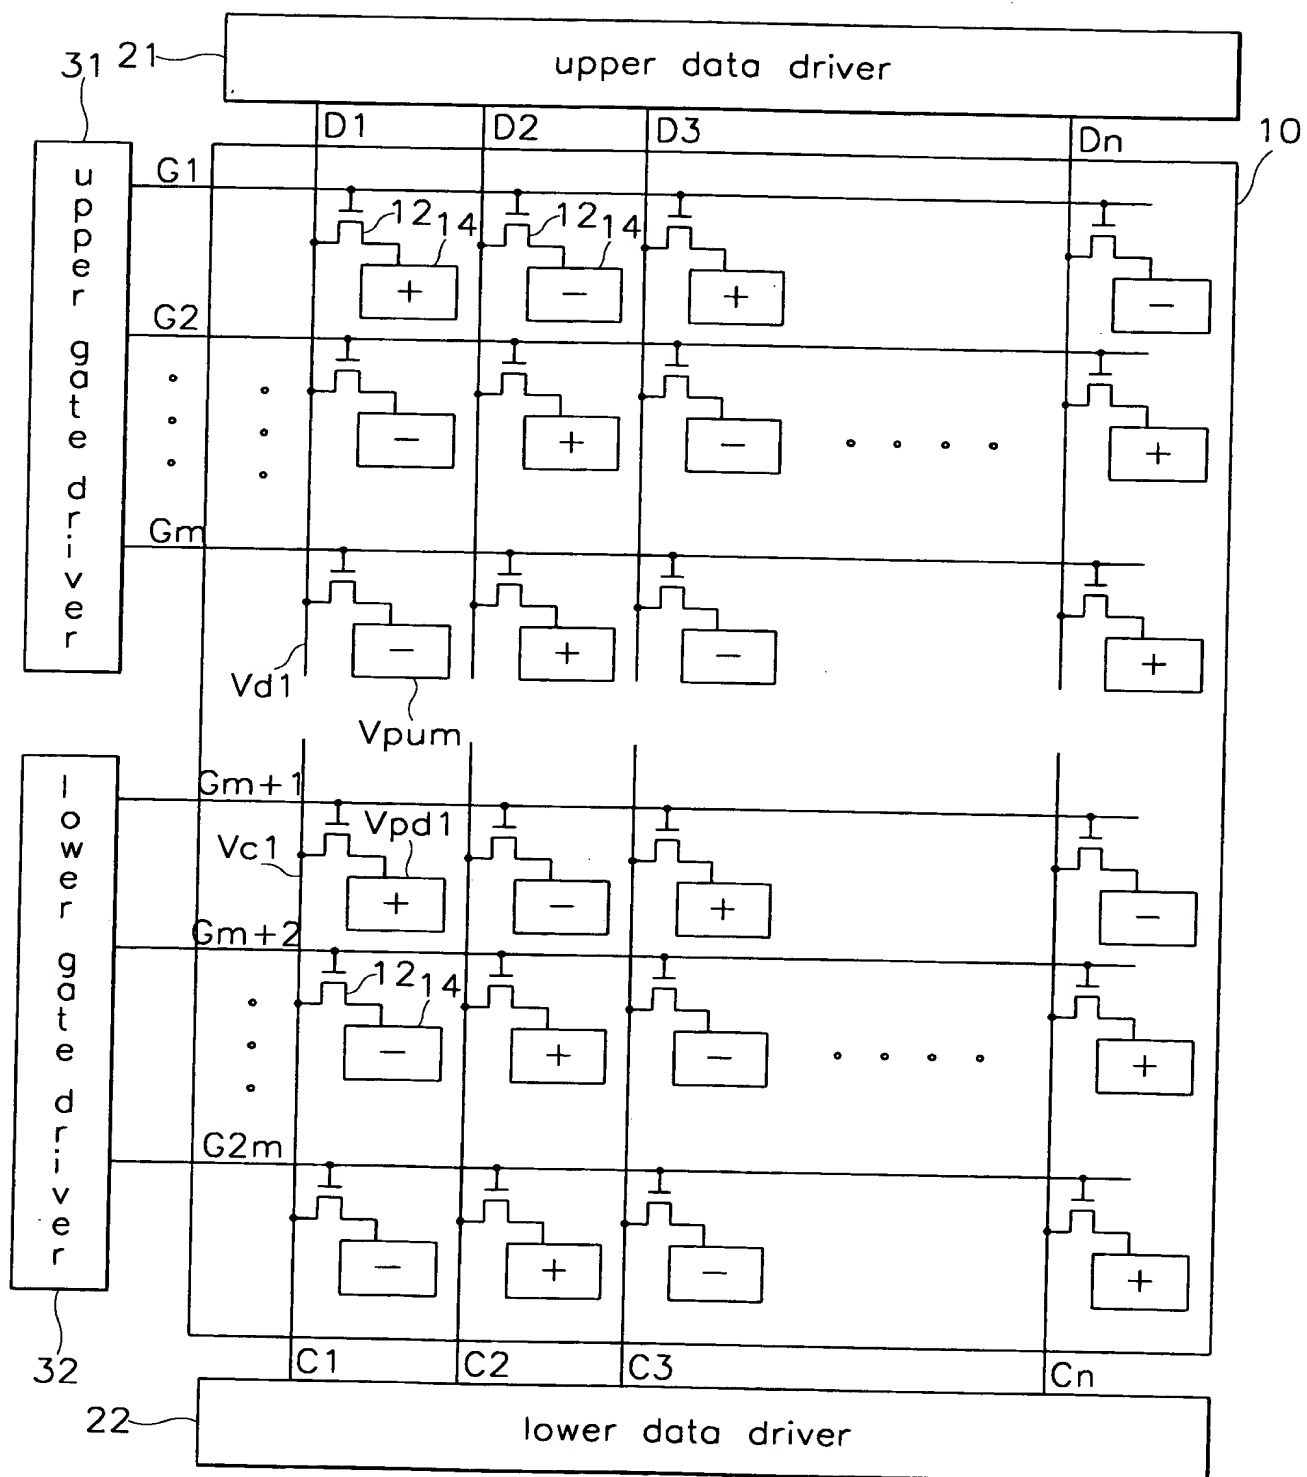 21
upper data driver
31
D1
D2
D3
Dn
10
upper gate driver
G1
12
14
12
14
+
−
+
−
G2
−
+
−
+
Gm
−
+
−
+
Vd1
Vpum
lower gate driver
Gm+1
Vc1
Vpd1
+
−
+
−
Gm+2
12
14
−
+
−
+
G2m
−
+
−
+
32
C1
C2
C3
Cn
22
lower data driver